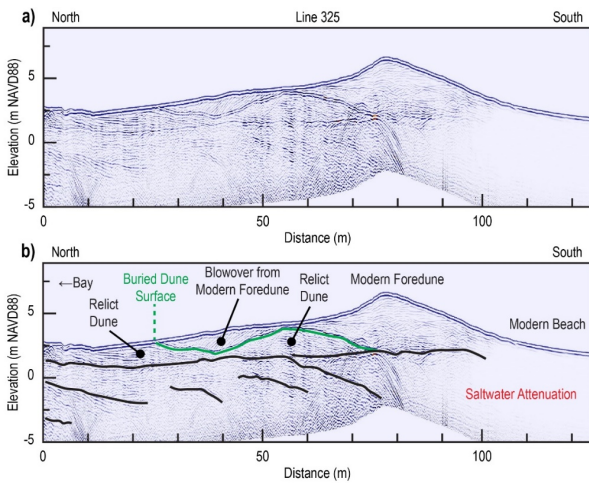 a)
North
Line 325
South
Elevation (m NAVD88)
5
0
-5
0
50
100
Distance (m)
b)
North
South
←Bay
Buried Dune
Surface
Blowover from
Modern Foredune
Relict
Dune
Relict
Dune
Modern Foredune
Modern Beach
Saltwater Attenuation
Elevation (m NAVD88)
5
0
-5
0
50
100
Distance (m)